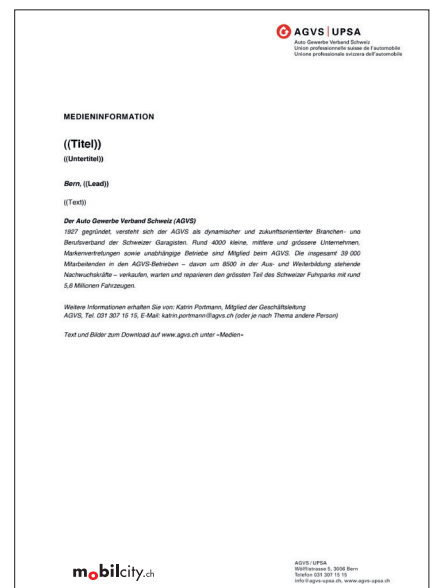 AGVS | UPSA
Auto Gewerbe Verband Schweiz
Union professionnelle suisse de l'automobile
Unione professionale svizzera dell'automobile
MEDIENINFORMATION
((Titel))
((Untertitel))
Bern, ((Lead))
((Text))
Der Auto Gewerbe Verband Schweiz (AGVS)
1927 gegründet, versteht sich der AGVS als dynamischer und zukunftsorientierter Branchen- und
Berufsverband der Schweizer Garagisten. Rund 4000 kleine, mittlere und grössere Unternehmen,
Markenvertretungen sowie unabhängige Betriebe sind Mitglied beim AGVS. Die insgesamt 39 000
Mitarbeitenden in den AGVS-Betrieben – davon um 8500 in der Aus- und Weiterbildung stehende
Nachwuchskräfte – verkaufen, warten und reparieren den grössten Teil des Schweizer Fuhrparks mit rund
5,6 Millionen Fahrzeugen.
Weitere Informationen erhalten Sie von: Katrin Portmann, Mitglied der Geschäftsleitung
AGVS, Tel. 031 307 15 15, E-Mail: katrin.portmann@agvs.ch (oder je nach Thema andere Person)
Text und Bilder zum Download auf www.agvs.ch unter «Medien»
mobilcity.ch
AGVS / UPSA
Wölflistrasse 5, 3006 Bern
Telefon 031 307 15 15
info@agvs-upsa.ch, www.agvs-upsa.ch